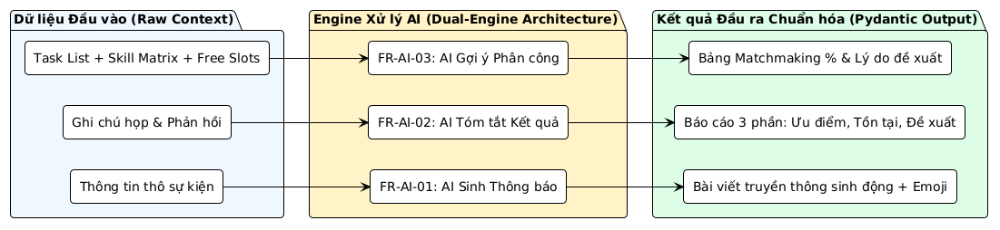 Dữ liệu Đầu vào (Raw Context)
Task List + Skill Matrix + Free Slots
Ghi chú họp & Phản hồi
Thông tin thô sự kiện
Engine Xử lý AI (Dual-Engine Architecture)
FR-AI-03: AI Gợi ý Phân công
FR-AI-02: AI Tóm tắt Kết quả
FR-AI-01: AI Sinh Thông báo
Kết quả Đầu ra Chuẩn hóa (Pydantic Output)
Bảng Matchmaking % & Lý do đề xuất
Báo cáo 3 phần: Ưu điểm, Tồn tại, Đề xuất
Bài viết truyền thông sinh động + Emoji